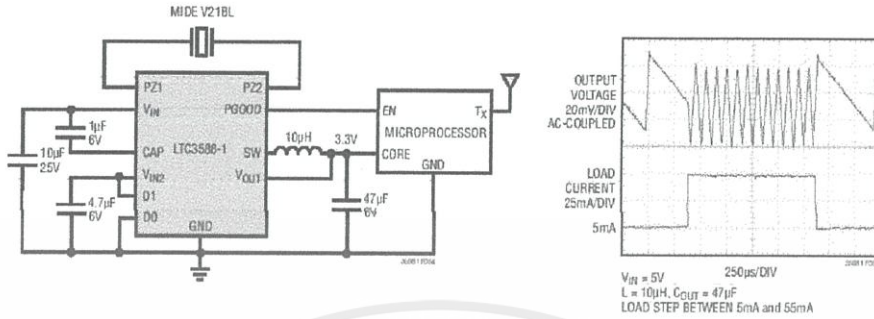 MIDE V21BL
PZ1
PZ2
VIN
PGOOD
1µF
6V
CAP
LTC3588-1
10µF
25V
VIN2
4.7µF
6V
D1
D0
GND
SW
10µH
3.3V
VOUT
47µF
6V
EN
TX
MICROPROCESSOR
CORE
GND
OUTPUT
VOLTAGE
20mV/DIV
AC-COUPLED
LOAD
CURRENT
25mA/DIV
5mA
250µs/DIV
VIN = 5V
L = 10µH, COUT = 47µF
LOAD STEP BETWEEN 5mA and 55mA